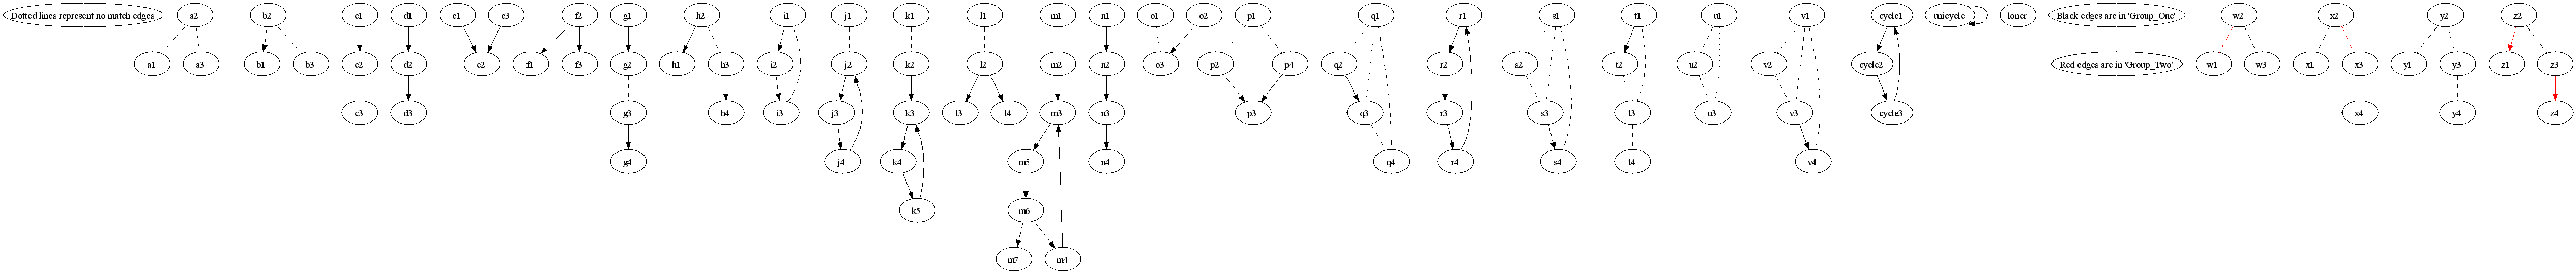 Dotted lines represent no match edges
a2
b2
c1
d1
e1
e3
f2
g1
h2
i1
j1
k1
l1
m1
n1
o1
o2
p1
q1
r1
s1
t1
u1
v1
cycle1
unicycle
loner
Black edges are in 'Group_One'
w2
x2
y2
z2
a1
a3
b1
b3
c2
d2
e2
f1
f3
g2
h1
h3
i2
j2
k2
l2
m2
n2
o3
p2
p4
q2
r2
s2
t2
u2
v2
cycle2
Red edges are in 'Group_Two'
w1
w3
x1
x3
y1
y3
z1
z3
c3
d3
g3
h4
i3
j3
k3
l3
l4
m3
n3
p3
q3
r3
s3
t3
u3
v3
cycle3
x4
y4
z4
g4
j4
k4
m5
n4
q4
r4
s4
t4
v4
k5
m6
m7
m4